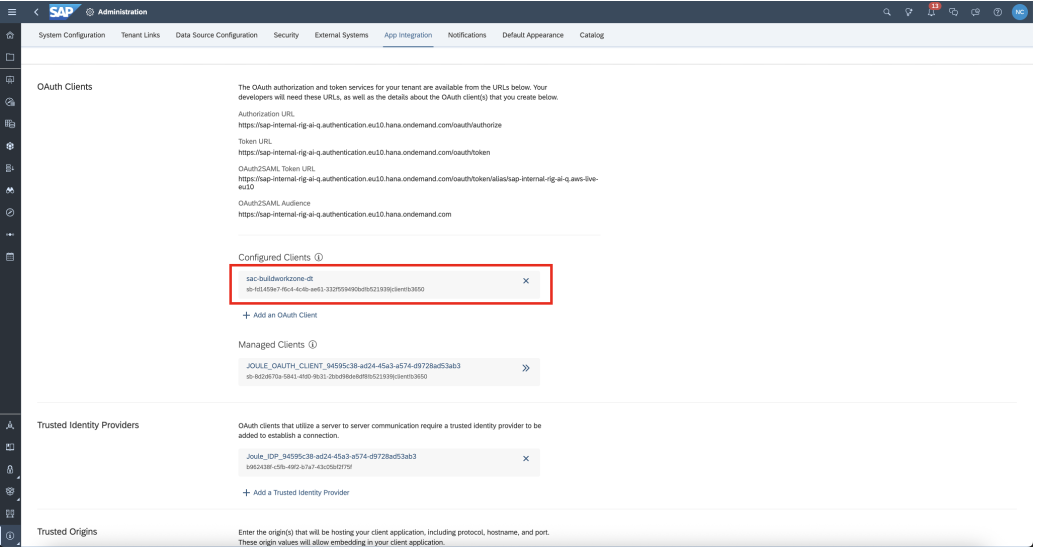 SAP Administration 13 NC
System Configuration Tenant Links Data Source Configuration Security External Systems App Integration Notifications Default Appearance Catalog
OAuth Clients
The OAuth authorization and token services for your tenant are available from the URLs below. Your
developers will need these URLs, as well as the details about the OAuth client(s) that you create below.
Authorization URL
https://sap-internal-rig-ai-q.authentication.eu10.hana.ondemand.com/oauth/authorize
Token URL
https://sap-internal-rig-ai-q.authentication.eu10.hana.ondemand.com/oauth/token
OAuth2SAML Token URL
https://sap-internal-rig-ai-q.authentication.eu10.hana.ondemand.com/oauth/token/alias/sap-internal-rig-ai-q.aws-live-
eu10
OAuth2SAML Audience
https://sap-internal-rig-ai-q.authentication.eu10.hana.ondemand.com
Configured Clients
sac-buildworkzone-dt
sb-fd1459e7-f6c4-4c4b-ae61-332f559490bd!b521939|client!b3650
+ Add an OAuth Client
Managed Clients
JOULE_OAUTH_CLIENT_94595c38-ad24-45a3-a574-d9728ad53ab3
sb-8d2d670a-5841-4fd0-9b31-2bbd98de8df8!b521939|client!b3650
Trusted Identity Providers
OAuth clients that utilize a server to server communication require a trusted identity provider to be
added to establish a connection.
Joule_IDP_94595c38-ad24-45a3-a574-d9728ad53ab3
b962438f-c5fb-49f2-b7a7-43c05bf2f75f
+ Add a Trusted Identity Provider
Trusted Origins
Enter the origin(s) that will be hosting your client application, including protocol, hostname, and port.
These origin values will allow embedding in your client application.